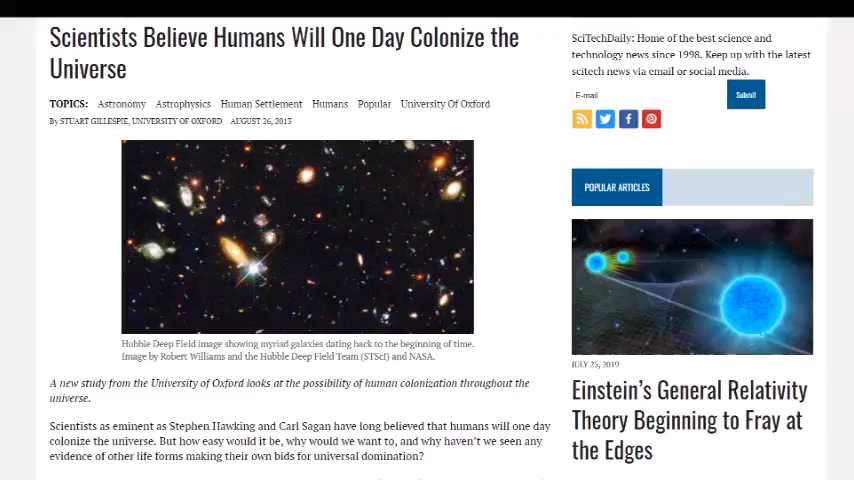 Scientists Believe Humans Will One Day Colonize the
Universe
TOPICS: Astronomy Astrophysics Human Settlement Humans Popular University Of Oxford
By STUART GILLESPIE, UNIVERSITY OF OXFORD AUGUST 26, 2013
Hubble Deep Field image showing myriad galaxies dating back to the beginning of time.
Image by Robert Williams and the Hubble Deep Field Team (STScI) and NASA.
A new study from the University of Oxford looks at the possibility of human colonization throughout the
universe.
Scientists as eminent as Stephen Hawking and Carl Sagan have long believed that humans will one day
colonize the universe. But how easy would it be, why would we want to, and why haven't we seen any
evidence of other life forms making their own bids for universal domination?
SciTechDaily: Home of the best science and
technology news since 1998. Keep up with the latest
scitech news via email or social media.
E-mail
Submit
POPULAR ARTICLES
JULY 25, 2019
Einstein's General Relativity
Theory Beginning to Fray at
the Edges